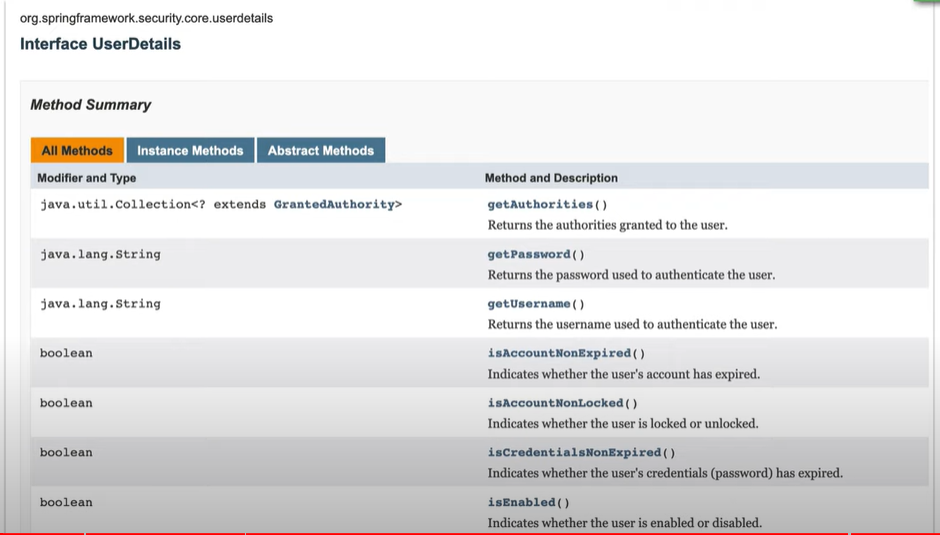 org.springframework.security.core.userdetails
Interface UserDetails
Method Summary
All Methods Instance Methods Abstract Methods
Modifier and Type Method and Description
java.util.Collection<? extends GrantedAuthority> getAuthorities()
Returns the authorities granted to the user.
java.lang.String getPassword()
Returns the password used to authenticate the user.
java.lang.String getUsername()
Returns the username used to authenticate the user.
boolean isAccountNonExpired()
Indicates whether the user's account has expired.
boolean isAccountNonLocked()
Indicates whether the user is locked or unlocked.
boolean isCredentialsNonExpired()
Indicates whether the user's credentials (password) has expired.
boolean isEnabled()
Indicates whether the user is enabled or disabled.